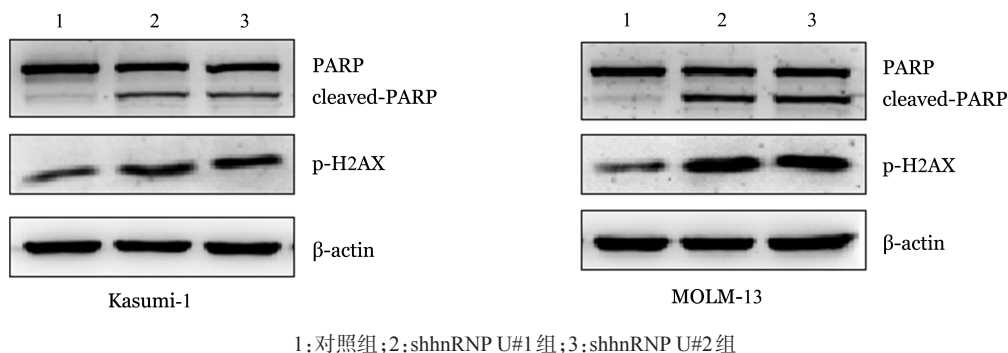 1 2 3
PARP
cleaved-PARP
p-H2AX
β-actin
Kasumi-1
1 2 3
PARP
cleaved-PARP
p-H2AX
β-actin
MOLM-13
1:对照组;2:shhnRNP U#1组;3:shhnRNP U#2组